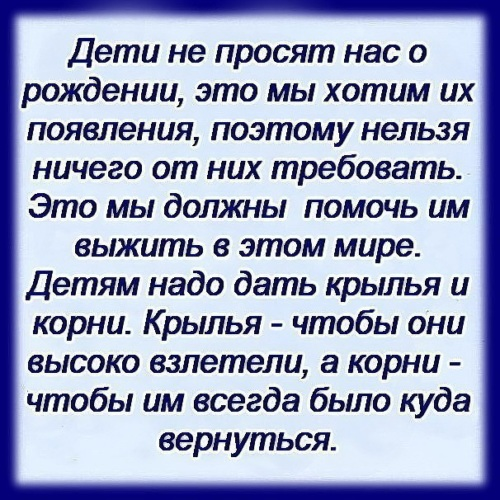 Дети не просят нас о
рождении, это мы хотим их
появления, поэтому нельзя
ничего от них требовать.
Это мы должны помочь им
выжить в этом мире.
Детям надо дать крылья и
корни. Крылья - чтобы они
высоко взлетели, а корни -
чтобы им всегда было куда
вернуться.